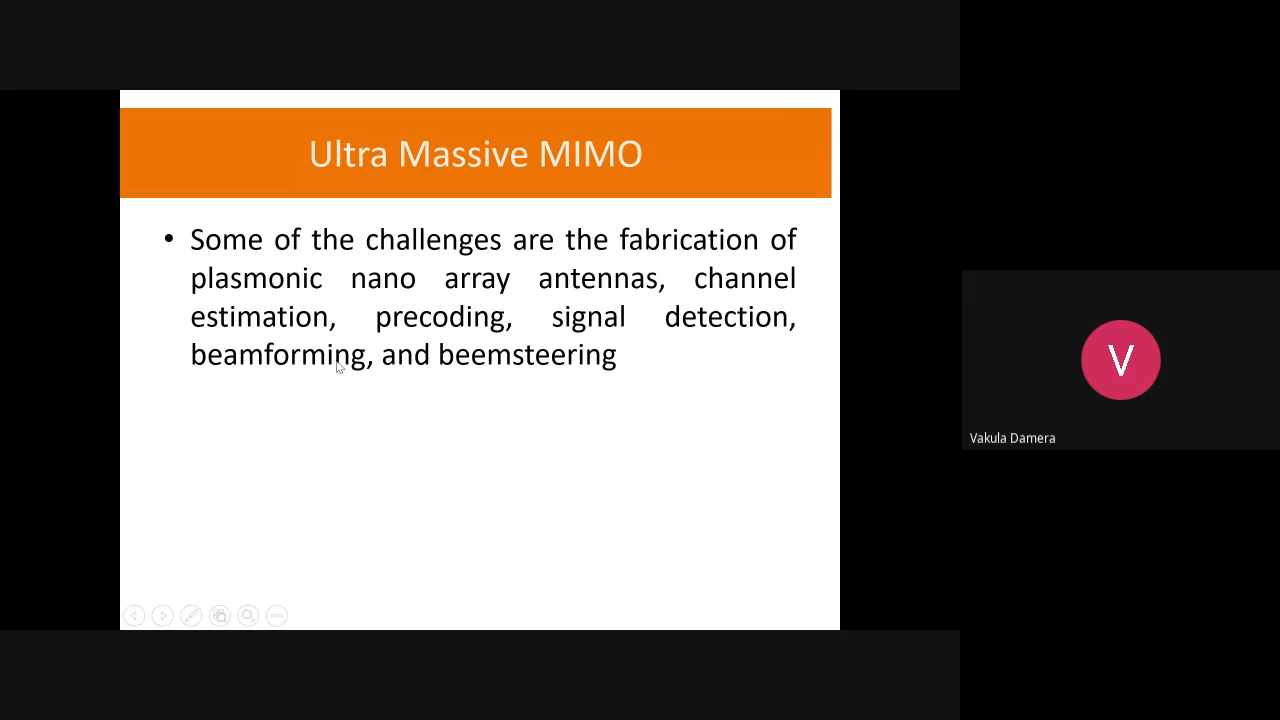 Ultra Massive MIMO
• Some of the challenges are the fabrication of
plasmonic nano array antennas, channel
estimation, precoding, signal detection,
beamforming, and beemsteering
V
Vakula Damera